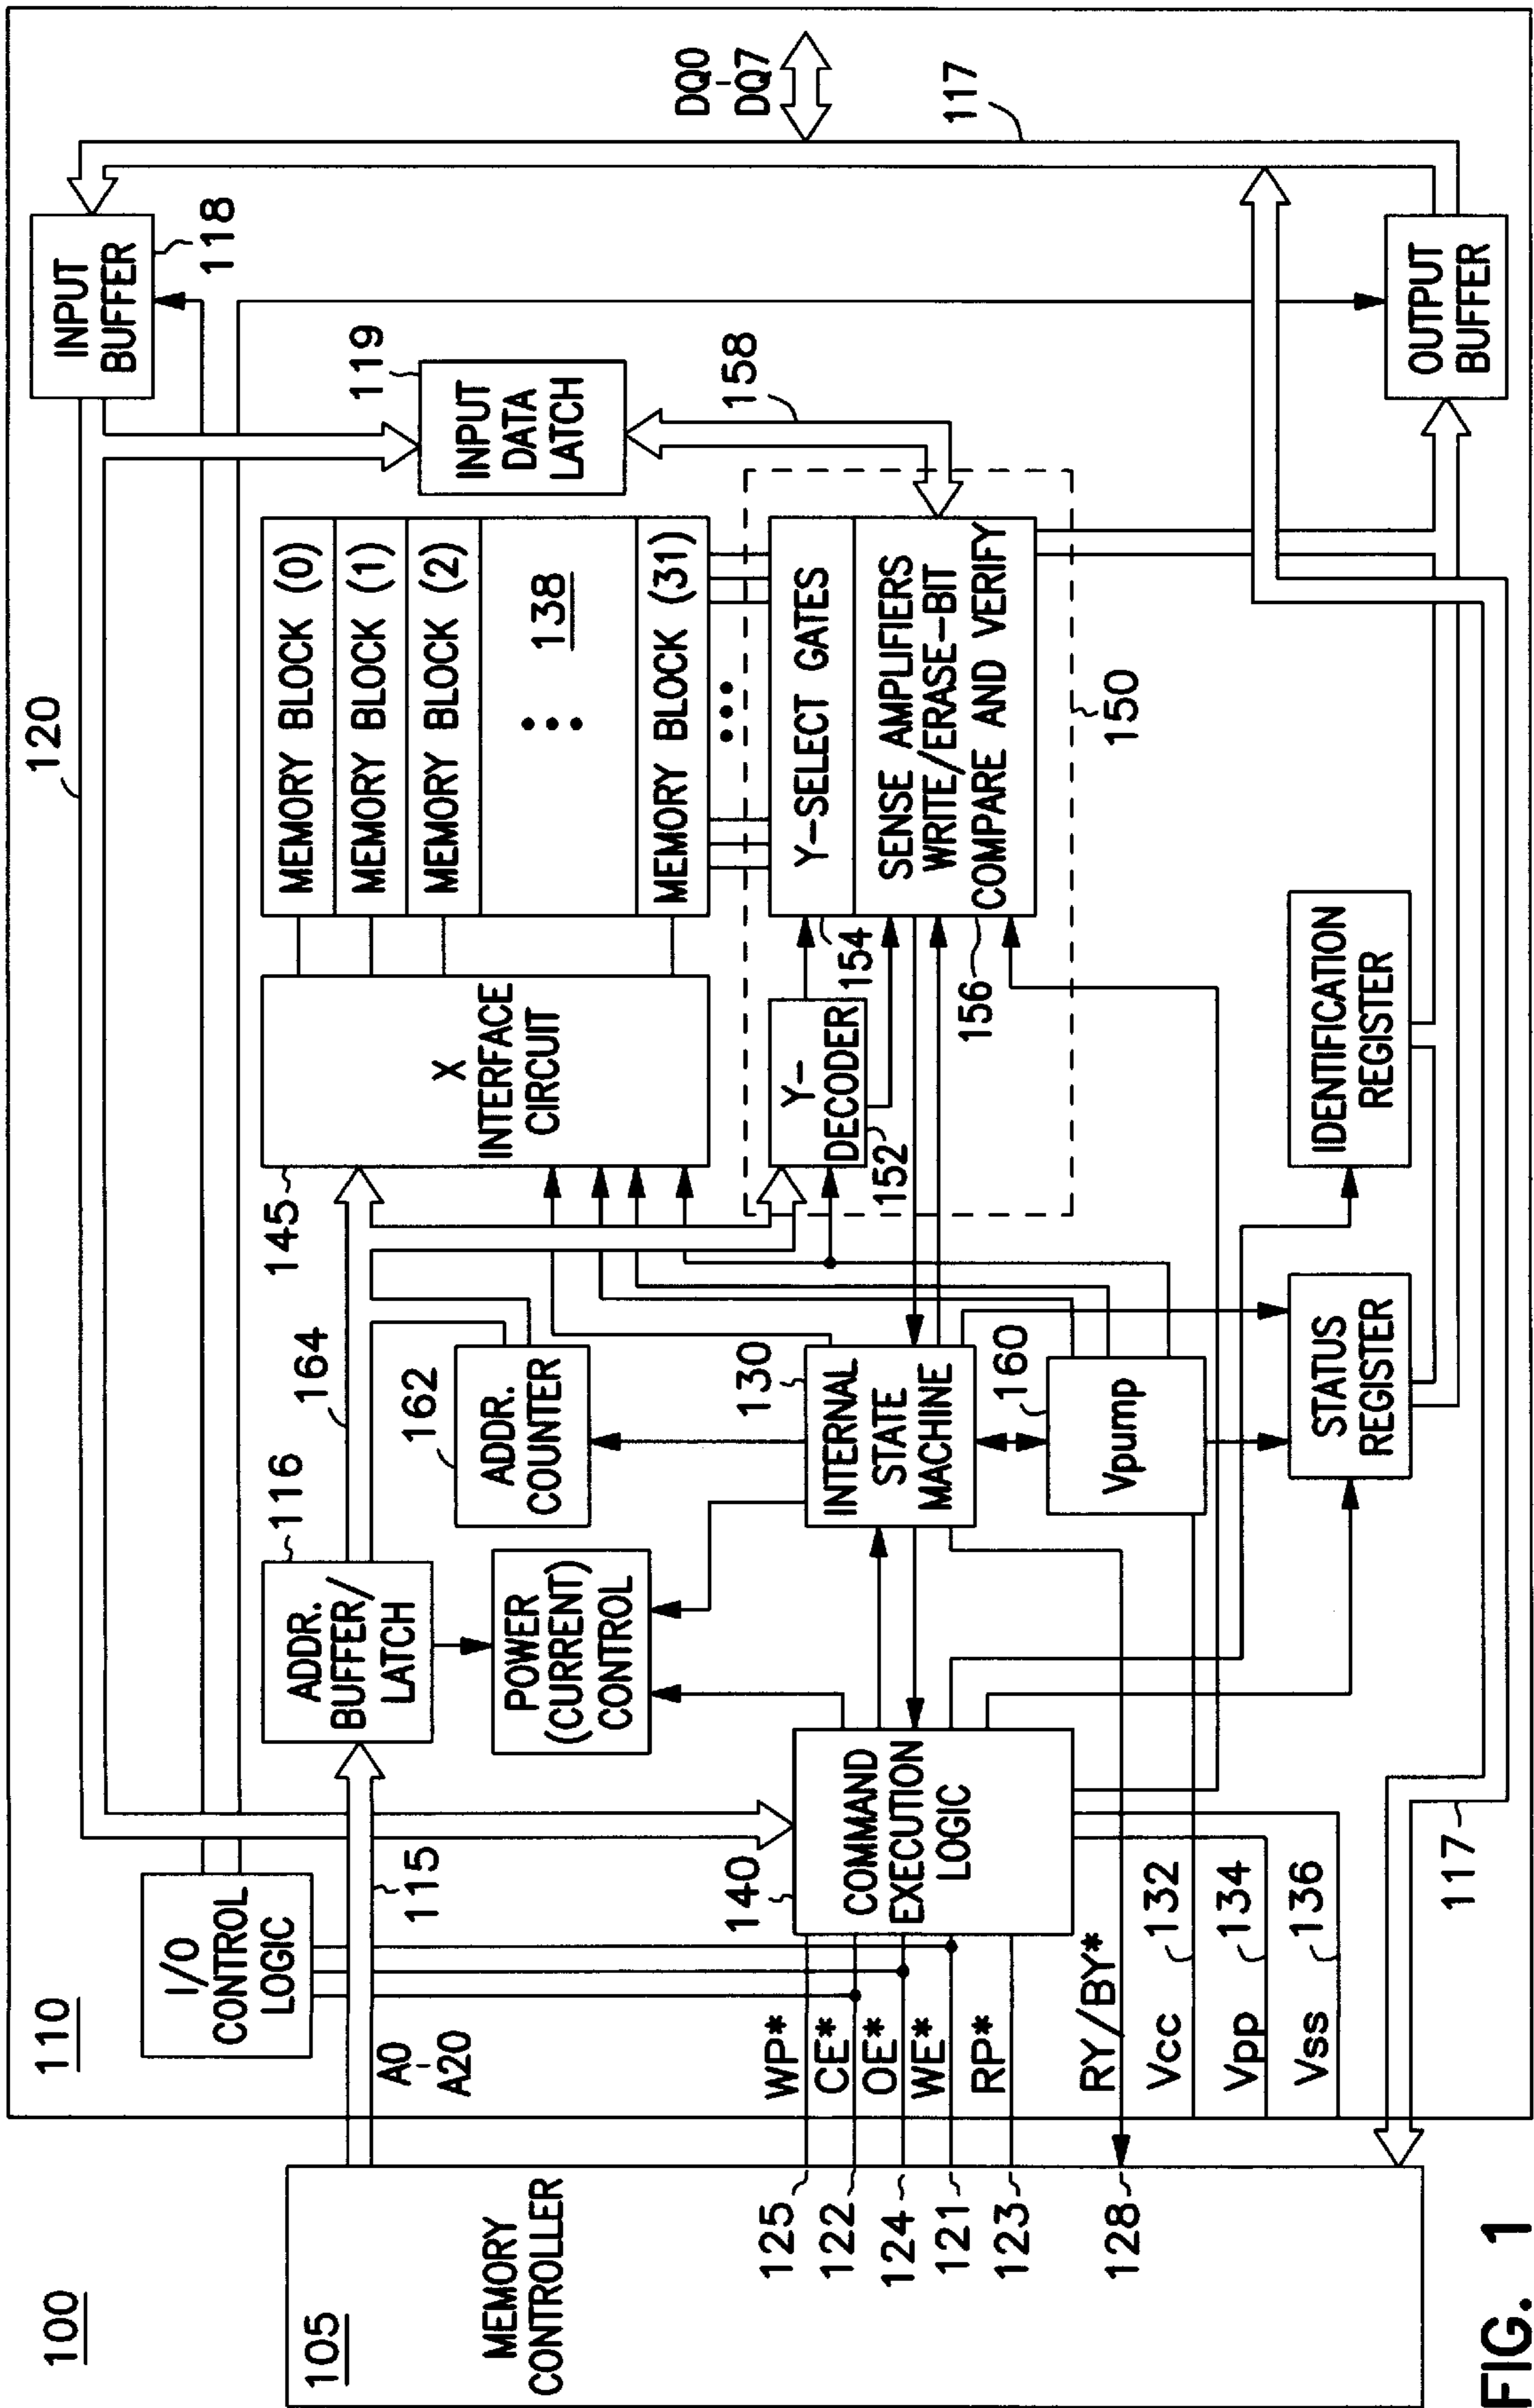 100
110
120
INPUT
BUFFER
118
I/O
CONTROL
LOGIC
105
MEMORY
CONTROLLER
A0
-
A20
115
ADDR.
BUFFER/
LATCH
116
164
145
X
INTERFACE
CIRCUIT
MEMORY BLOCK (0)
MEMORY BLOCK (1)
MEMORY BLOCK (2)
138
MEMORY BLOCK (31)
INPUT
DATA
LATCH
119
158
DQ0
-
DQ7
117
POWER
(CURRENT)
CONTROL
ADDR.
COUNTER
162
140
COMMAND
EXECUTION
LOGIC
INTERNAL
STATE
MACHINE
130
Y-
DECODER
152
Y-SELECT GATES
154
SENSE AMPLIFIERS
WRITE/ERASE-BIT
COMPARE AND VERIFY
156
150
125
WP*
122
CE*
124
OE*
121
WE*
123
RP*
128
RY/BY*
Vcc
132
Vpp
134
Vss
136
Vpump
160
STATUS
REGISTER
IDENTIFICATION
REGISTER
OUTPUT
BUFFER
117
FIG. 1